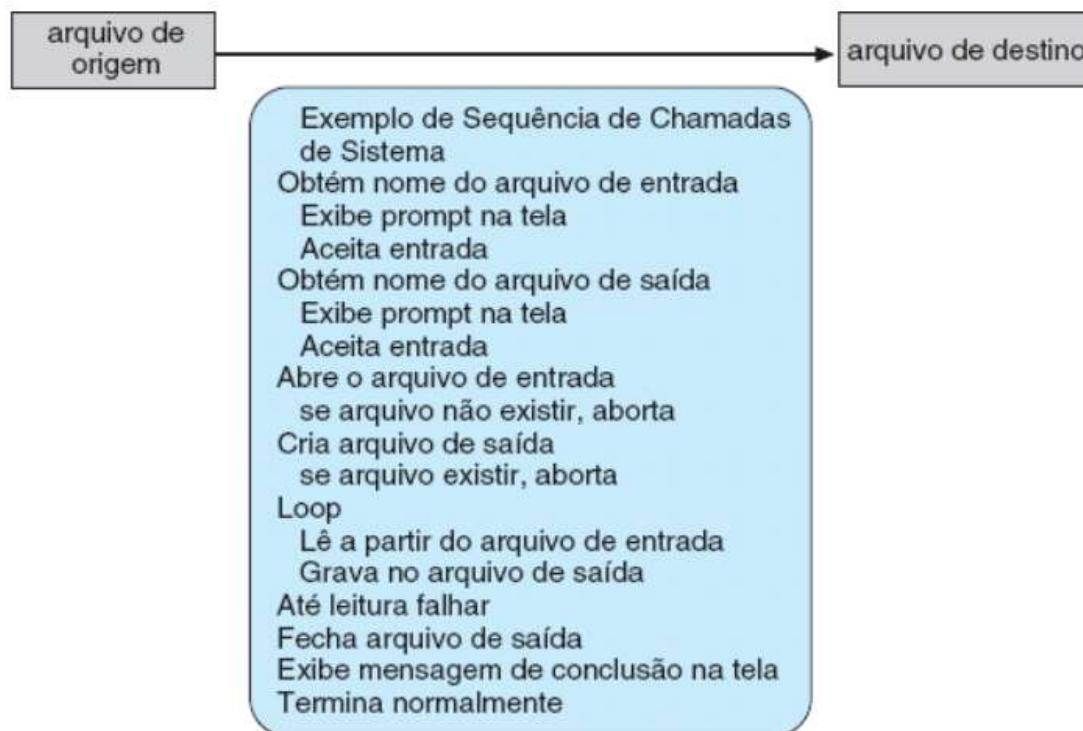 arquivo de
origem
arquivo de destino
Exemplo de Sequência de Chamadas
de Sistema
Obtém nome do arquivo de entrada
Exibe prompt na tela
Aceita entrada
Obtém nome do arquivo de saída
Exibe prompt na tela
Aceita entrada
Abre o arquivo de entrada
se arquivo não existir, aborta
Cria arquivo de saída
se arquivo existir, aborta
Loop
Lê a partir do arquivo de entrada
Grava no arquivo de saída
Até leitura falhar
Fecha arquivo de saída
Exibe mensagem de conclusão na tela
Termina normalmente